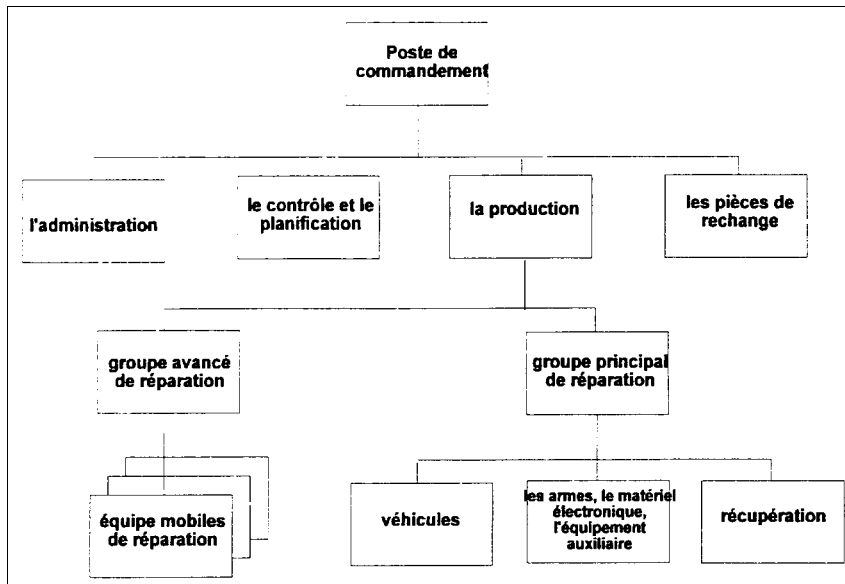 Poste de
commandement
l'administration
le contrôle et le
planification
la production
les pièces de
rechange
groupe avancé
de réparation
groupe principal
de réparation
équipe mobiles
de réparation
véhicules
les armes, le matériel
électronique,
l'équipement
auxiliaire
récupération